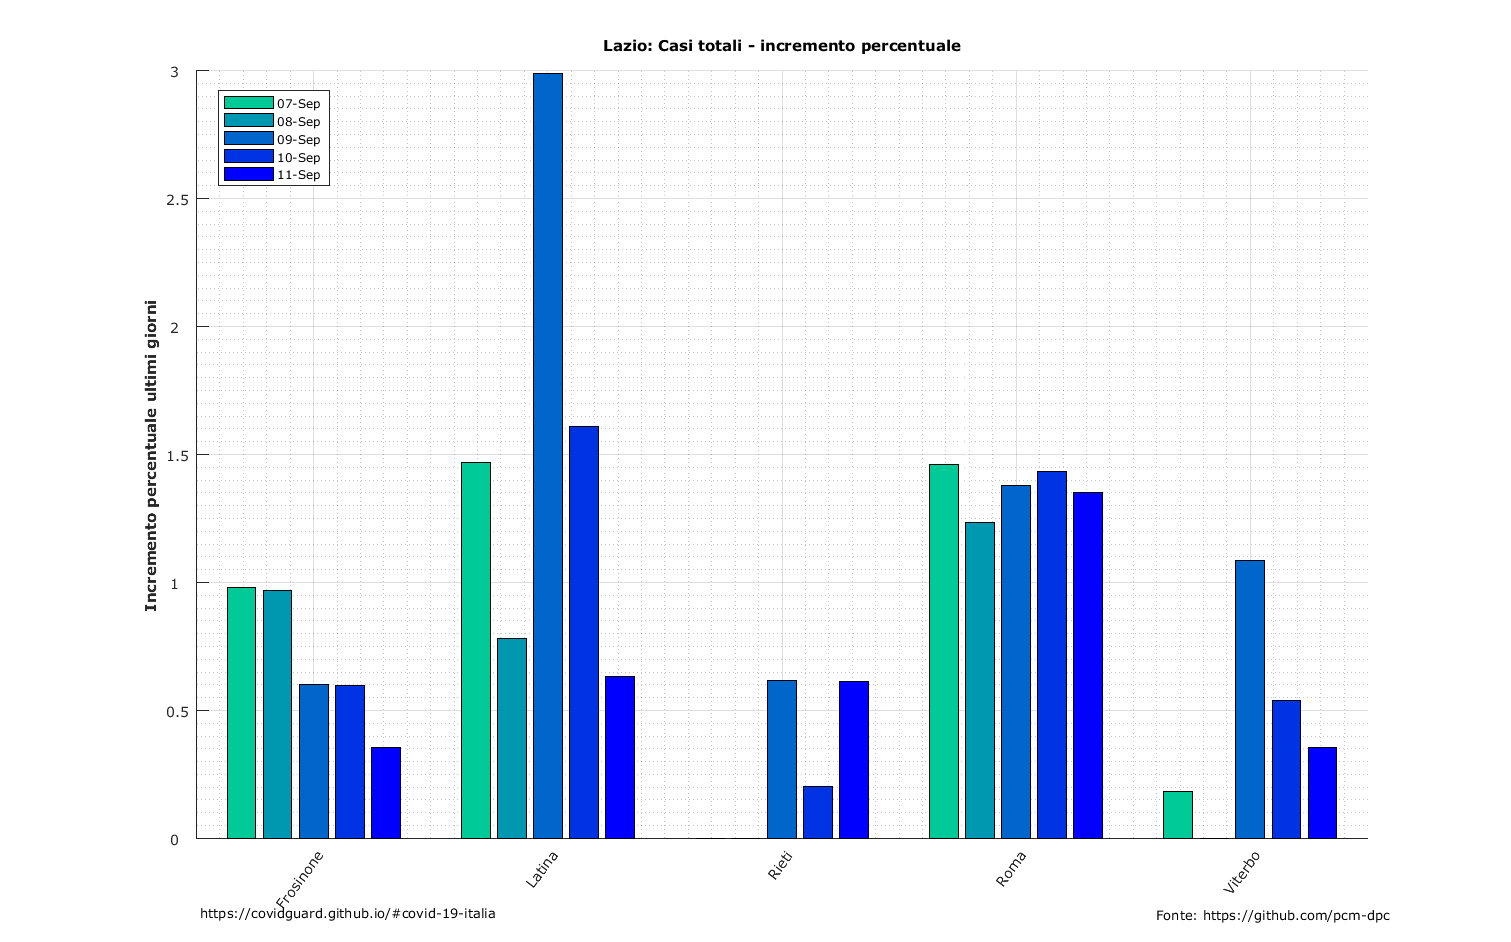 Lazio: Casi totali - incremento percentuale
3
2.5
2
1.5
1
0.5
0
Incremento percentuale ultimi giorni
07-Sep
08-Sep
09-Sep
10-Sep
11-Sep
Frosinone
Latina
Rieti
Roma
Viterbo
https://covidguard.github.io/#covid-19-italia
Fonte: https://github.com/pcm-dpc